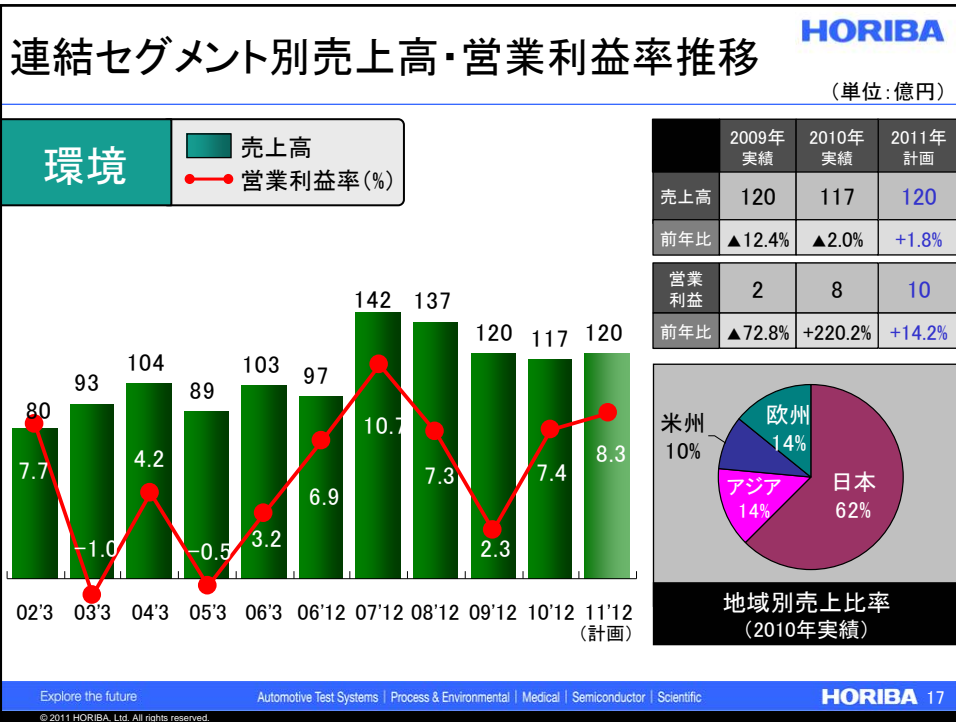 連結セグメント別売上高・営業利益率推移
HORIBA
（単位：億円）
環境
売上高
営業利益率(%)
2009年 2010年 2011年
実績 実績 計画
売上高 120 117 120
前年比 ▲12.4% ▲2.0% +1.8%
営業
利益 2 8 10
前年比 ▲72.8% +220.2% +14.2%
80 93 104 89 103 97 142 137 120 117 120
7.7 -1.0 4.2 -0.5 3.2 6.9 10.7 7.3 2.3 7.4 8.3
02'3 03'3 04'3 05'3 06'3 06'12 07'12 08'12 09'12 10'12 11'12
（計画）
米州
10%
欧州
14%
アジア
14%
日本
62%
地域別売上比率
（2010年実績）
Explore the future
Automotive Test Systems | Process & Environmental | Medical | Semiconductor | Scientific
HORIBA 17
© 2011 HORIBA, Ltd. All rights reserved.